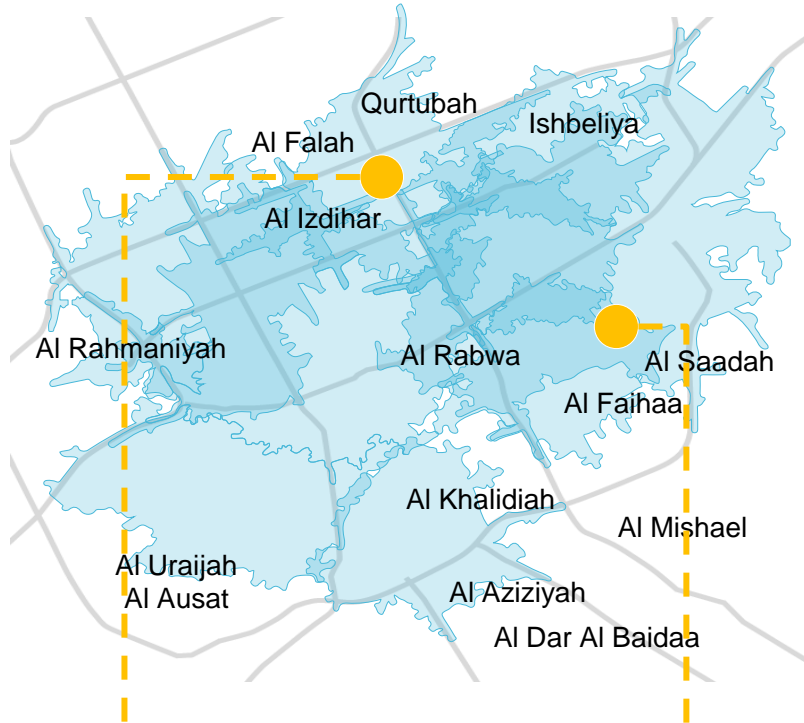 Qurtubah
Ishbeliya
Al Falah
Al Izdihar
Al Rahmaniyah
Al Rabwa
Al Saadah
Al Faihaa
Al Khalidiah
Al Mishael
Al Uraijah
Al Ausat
Al Aziziyah
Al Dar Al Baidaa